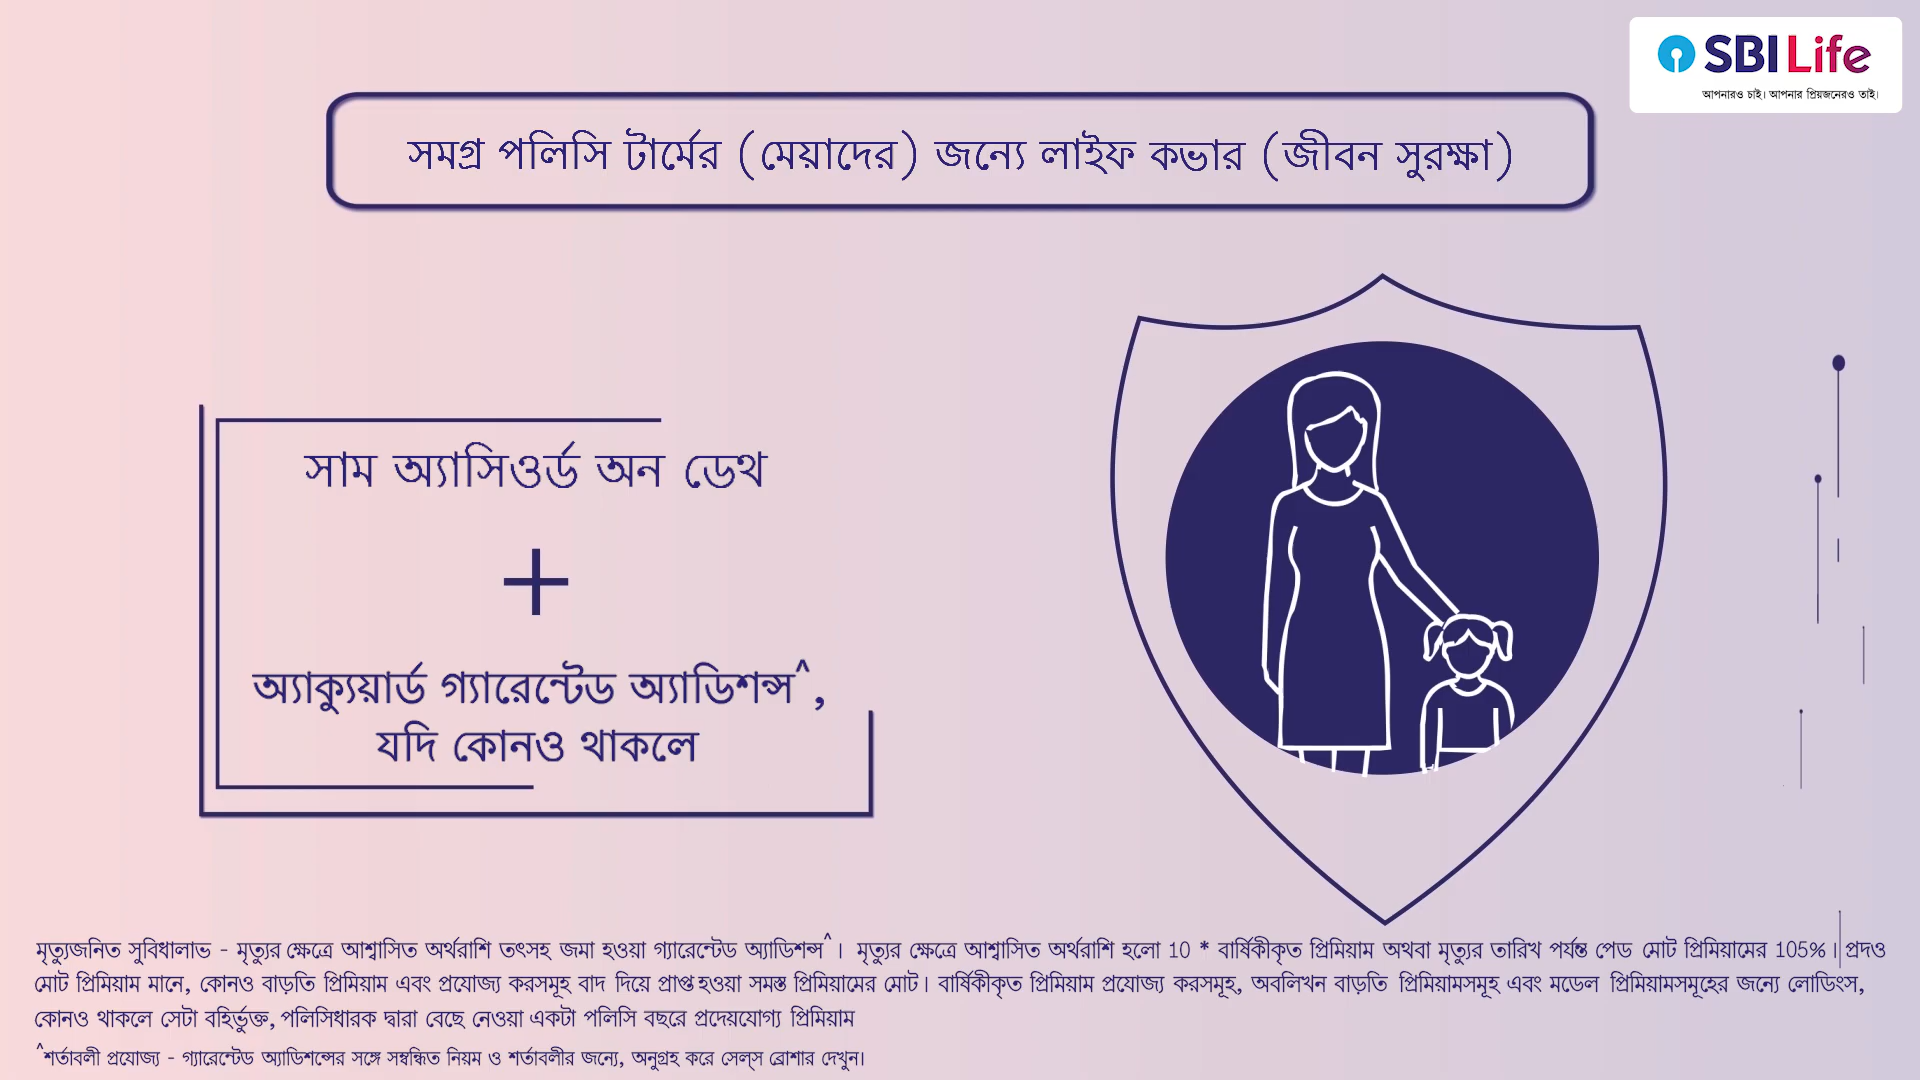 SBI Life
আপনারও চাই। আপনার প্রিয়জনেরও তাই।
সমগ্র পলিসি টার্মের (মেয়াদের) জন্যে লাইফ কভার (জীবন সুরক্ষা)
সাম অ্যাসিওর্ড অন ডেথ
+
অ্যাক্যুয়ার্ড গ্যারেন্টেড অ্যাডিশন্স^,
যদি কোনও থাকলে
মৃত্যুজনিত সুবিধালাভ - মৃত্যুর ক্ষেত্রে আশ্বাসিত অর্থরাশি তৎসহ জমা হওয়া গ্যারেন্টেড অ্যাডিশন্স^। মৃত্যুর ক্ষেত্রে আশ্বাসিত অর্থরাশি হলো 10 * বার্ষিকীকৃত প্রিমিয়াম অথবা মৃত্যুর তারিখ পর্যন্ত পেড মোট প্রিমিয়ামের 105%। প্রদও
মোট প্রিমিয়াম মানে, কোনও বাড়তি প্রিমিয়াম এবং প্রযোজ্য করসমূহ বাদ দিয়ে প্রাপ্ত হওয়া সমস্ত প্রিমিয়ামের মোট। বার্ষিকীকৃত প্রিমিয়াম প্রযোজ্য করসমূহ, অবলিখন বাড়তি প্রিমিয়ামসমূহ এবং মডেল প্রিমিয়ামসমূহের জন্যে লোডিংস,
কোনও থাকলে সেটা বহির্ভুক্ত, পলিসিধারক দ্বারা বেছে নেওয়া একটা পলিসি বছরে প্রদেয়যোগ্য প্রিমিয়াম
^শর্তাবলী প্রযোজ্য - গ্যারেন্টেড অ্যাডিশন্সের সঙ্গে সম্বন্ধিত নিয়ম ও শর্তাবলীর জন্যে, অনুগ্রহ করে সেল্‌স ব্রোশার দেখুন।